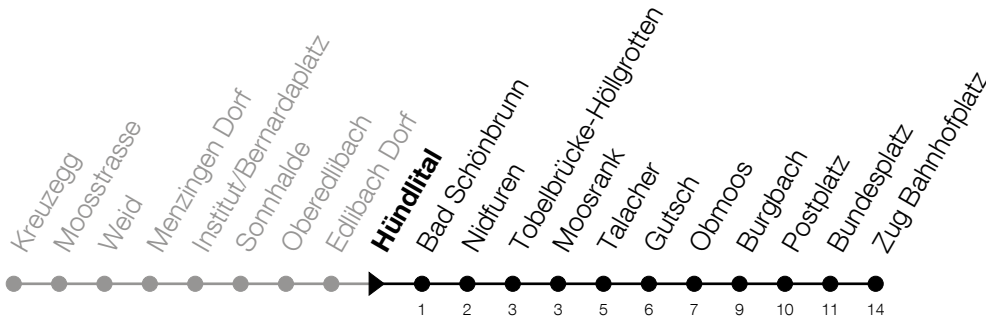 Kreuzegg
Moosstrasse
Weid
Menzingen Dorf
Institut/Bernardaplatz
Sonnhalde
Oberedlibach
Edlibach Dorf
Hündlital
Bad Schönbrunn
Nidfuren
Tobelbrücke-Höllgrotten
Moosrank
Talacher
Gutsch
Obmoos
Burgbach
Postplatz
Bundesplatz
Zug Bahnhofplatz
1 2 3 3 5 6 7 9 10 11 14